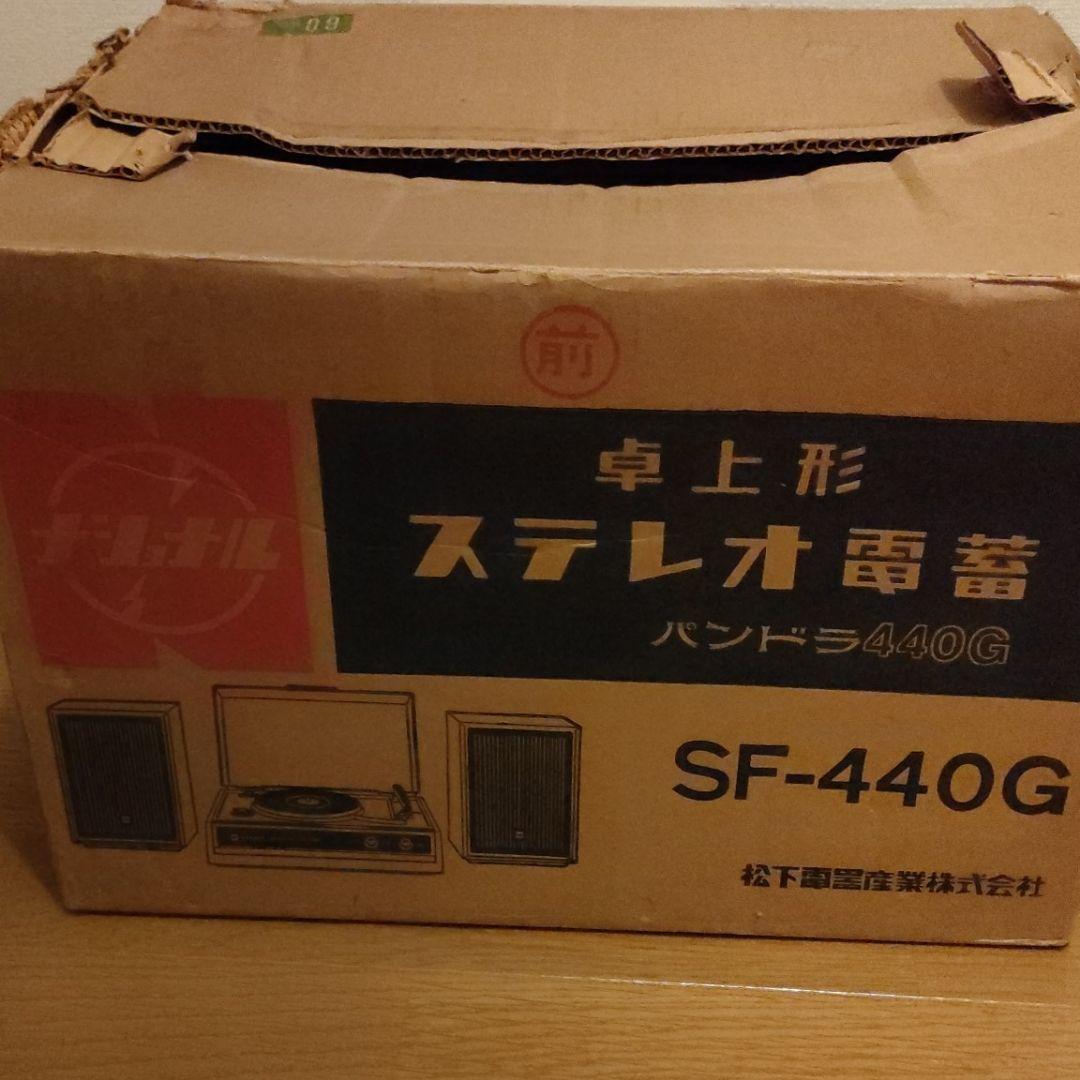 09
前
ナショナル
卓上形
ステレオ電蓄
パンドラ440G
SF-440G
松下電器産業株式会社